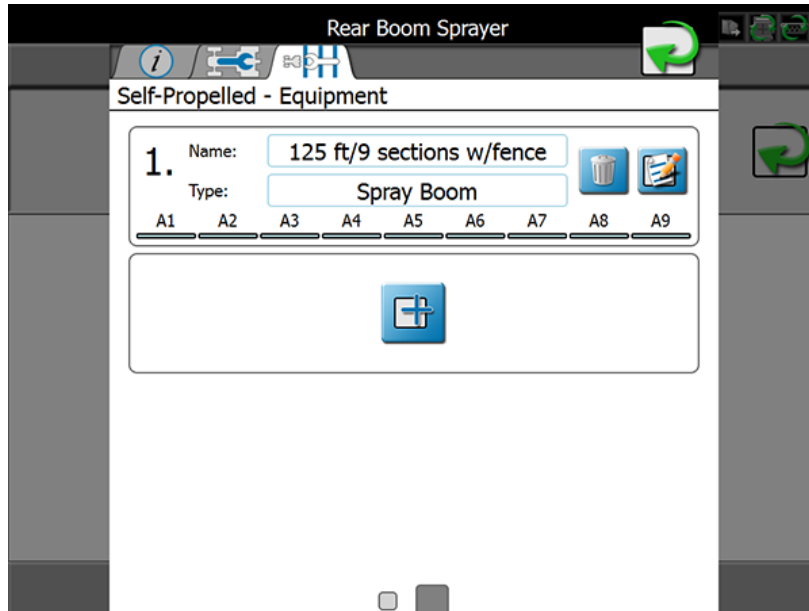 Rear Boom Sprayer
i
Self-Propelled - Equipment
1. Name: 125 ft/9 sections w/fence
Type: Spray Boom
A1 A2 A3 A4 A5 A6 A7 A8 A9